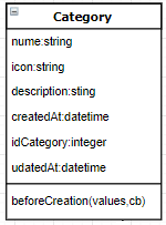 Category
nume:string
icon:string
description:sting
createdAt:datetime
idCategory:integer
udatedAt:datetime
beforeCreation(values,cb)